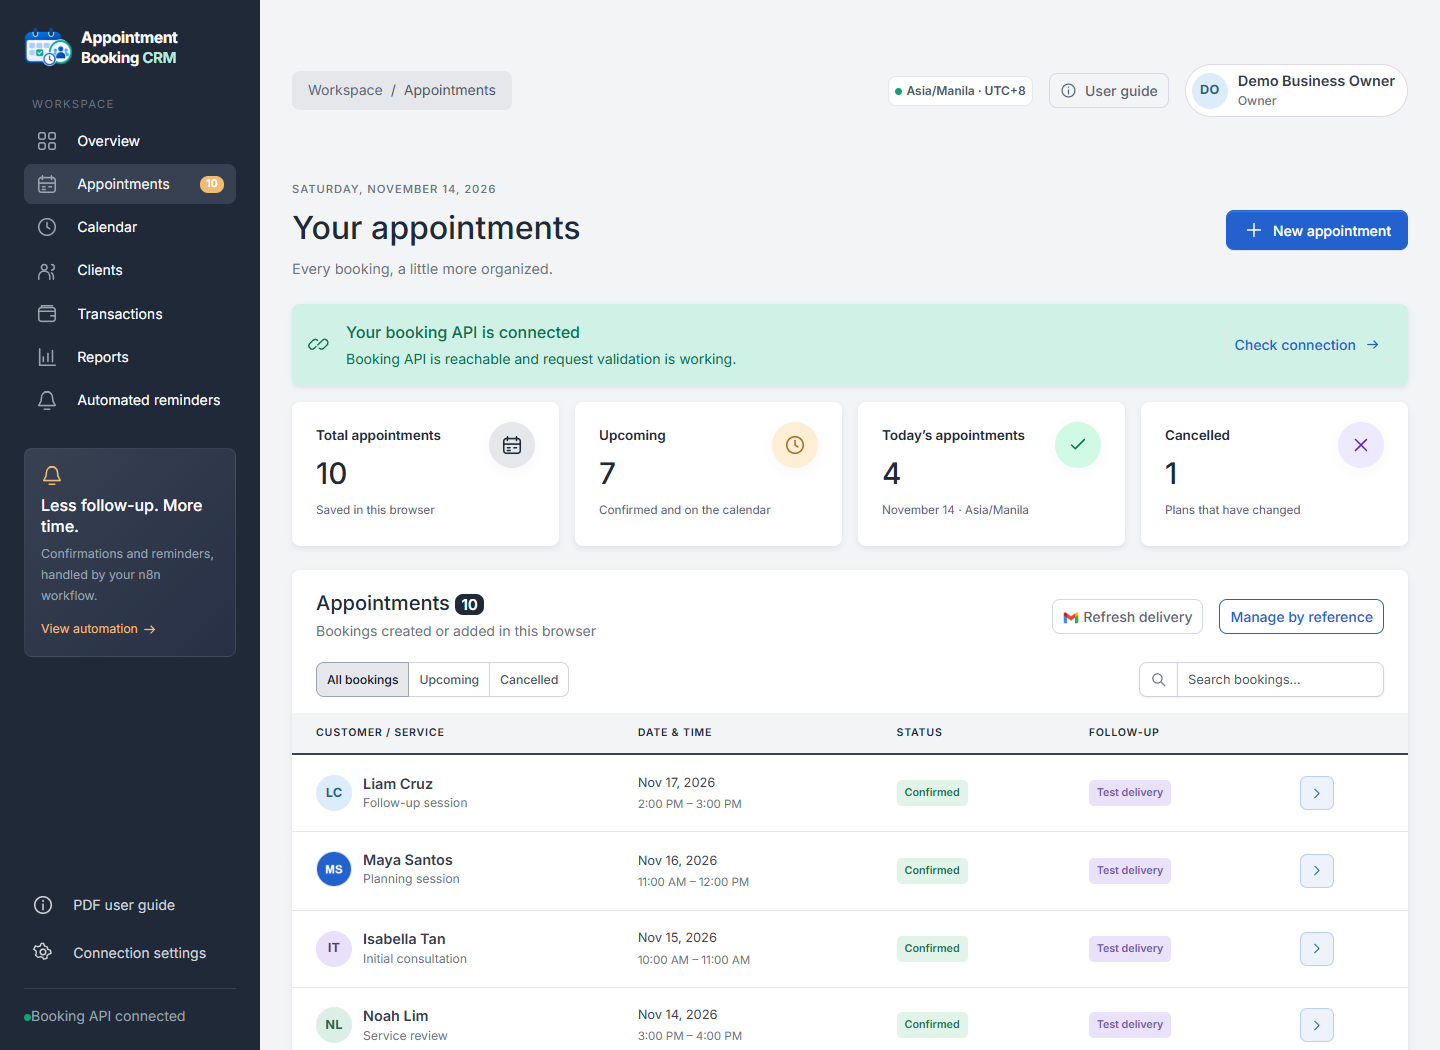 Appointment
Booking CRM
WORKSPACE
Overview
Appointments 10
Calendar
Clients
Transactions
Reports
Automated reminders
Less follow-up. More
time.
Confirmations and reminders,
handled by your n8n
workflow.
View automation →
PDF user guide
Connection settings
Booking API connected
Workspace / Appointments
Asia/Manila · UTC+8
User guide
DO
Demo Business Owner
Owner
SATURDAY, NOVEMBER 14, 2026
Your appointments
Every booking, a little more organized.
New appointment
Your booking API is connected
Booking API is reachable and request validation is working.
Check connection →
Total appointments
10
Saved in this browser
Upcoming
7
Confirmed and on the calendar
Today’s appointments
4
November 14 · Asia/Manila
Cancelled
1
Plans that have changed
Appointments 10
Bookings created or added in this browser
Refresh delivery
Manage by reference
All bookings
Upcoming
Cancelled
Search bookings...
CUSTOMER / SERVICE DATE & TIME STATUS FOLLOW-UP
LC
Liam Cruz
Follow-up session
Nov 17, 2026
2:00 PM – 3:00 PM
Confirmed
Test delivery
MS
Maya Santos
Planning session
Nov 16, 2026
11:00 AM – 12:00 PM
Confirmed
Test delivery
IT
Isabella Tan
Initial consultation
Nov 15, 2026
10:00 AM – 11:00 AM
Confirmed
Test delivery
NL
Noah Lim
Service review
Nov 14, 2026
3:00 PM – 4:00 PM
Confirmed
Test delivery